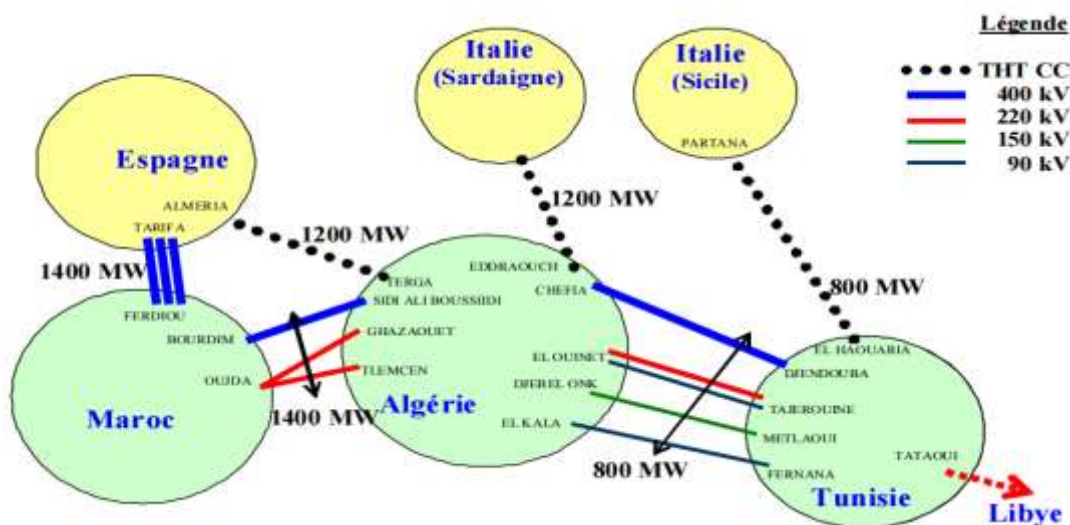 Légende
THT CC
400 kV
220 kV
150 kV
90 kV
Italie
(Sardaigne)
Italie
(Sicile)
PARTANA
Espagne
ALMERIA
TARIFA
1400 MW
1200 MW
1200 MW
800 MW
FERDIOU
BOURDIM
OUJDA
Maroc
1400 MW
TERGA
SIDI ALI BOUSSIDI
GHAZAOUET
TLEMCEN
Algérie
EDDRAOUCH
CHEFIA
EL OUINET
DJEBEL ONK
EL KALA
800 MW
EL HAOUARIA
DJENDOUBA
TAJEROUINE
METLAOUI
FERNANA
TATAOUI
Tunisie
Libye